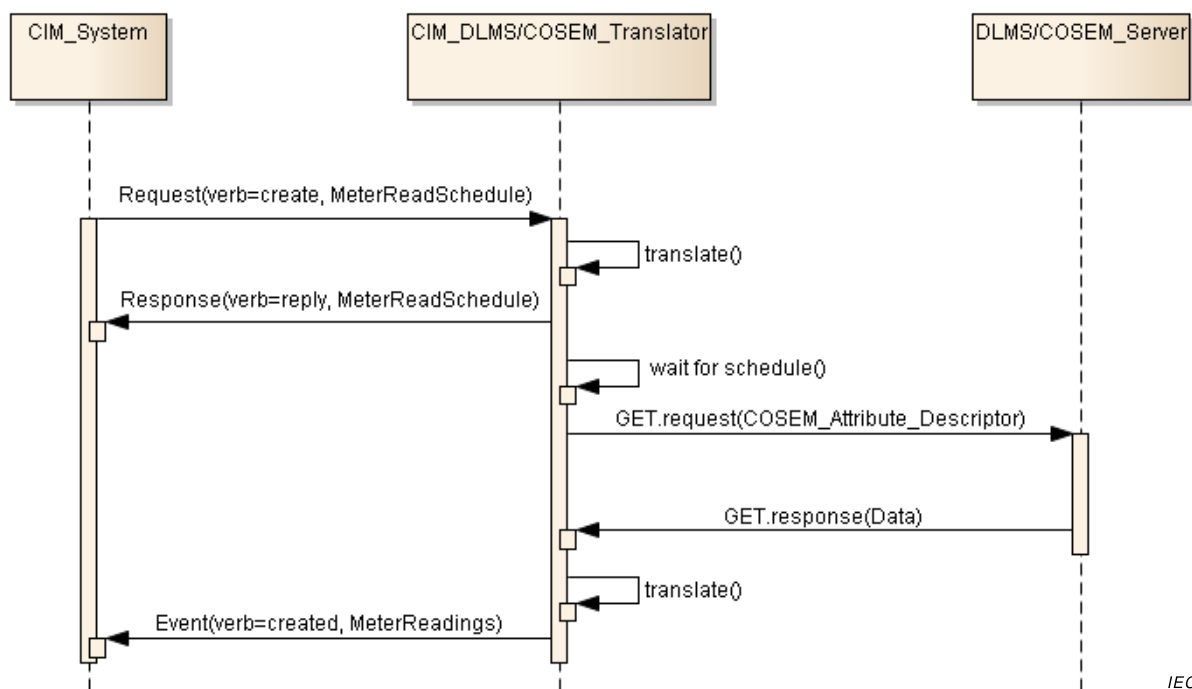 CIM_System
CIM_DLMS/COSEM_Translator
DLMS/COSEM_Server
Request(verb=create, MeterReadSchedule)
translate()
Response(verb=reply, MeterReadSchedule)
wait for schedule()
GET.request(COSEM_Attribute_Descriptor)
GET.response(Data)
translate()
Event(verb=created, MeterReadings)
IEC